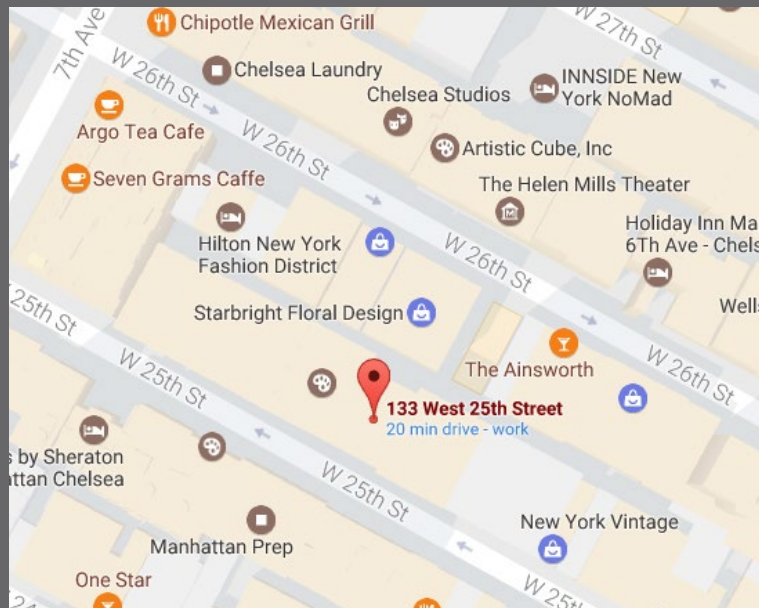 Chipotle Mexican Grill
7th Ave
W 27th St
W 26th St
Chelsea Laundry
INNSIDE New
York NoMad
Chelsea Studios
Argo Tea Cafe
W 26th St
Artistic Cube, Inc
Seven Grams Caffe
The Helen Mills Theater
Hilton New York
Fashion District
W 26th St
Holiday Inn Ma
6Th Ave - Chels
25th St
Starbright Floral Design
Wells
W 25th St
The Ainsworth
W 26th St
133 West 25th Street
20 min drive - work
s by Sheraton
attan Chelsea
W 25th St
Manhattan Prep
New York Vintage
One Star
W 25th
W 24